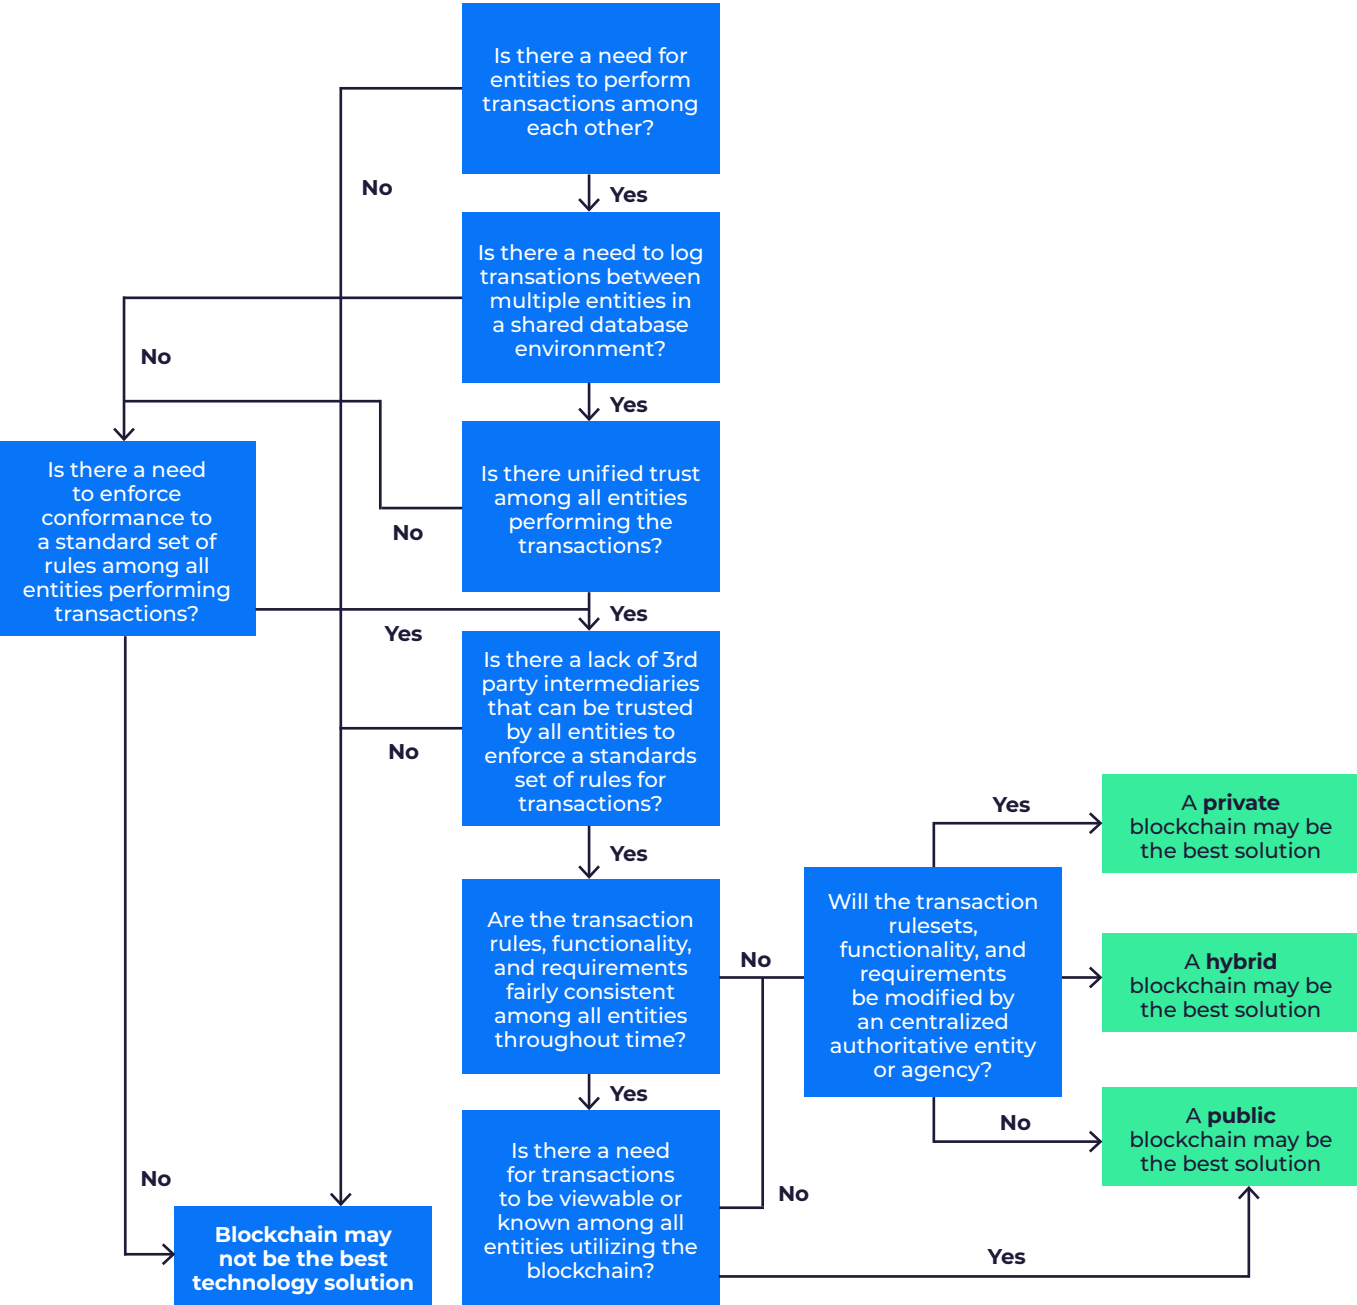 Is there a need for
entities to perform
transactions among
each other?
No
Yes
Is there a need to log
transations between
multiple entities in
a shared database
environment?
No
Yes
Is there unified trust
among all entities
performing the
transactions?
No
Is there a need
to enforce
conformance to
a standard set of
rules among all
entities performing
transactions?
Yes
Yes
Is there a lack of 3rd
party intermediaries
that can be trusted
by all entities to
enforce a standards
set of rules for
transactions?
No
Yes
Are the transaction
rules, functionality,
and requirements
fairly consistent
among all entities
throughout time?
No
Yes
Will the transaction
rulesets,
functionality, and
requirements
be modified by
an centralized
authoritative entity
or agency?
Yes
A private
blockchain may be
the best solution
A hybrid
blockchain may be
the best solution
No
A public
blockchain may be
the best solution
Is there a need
for transactions
to be viewable or
known among all
entities utilizing the
blockchain?
No
Yes
No
Blockchain may
not be the best
technology solution